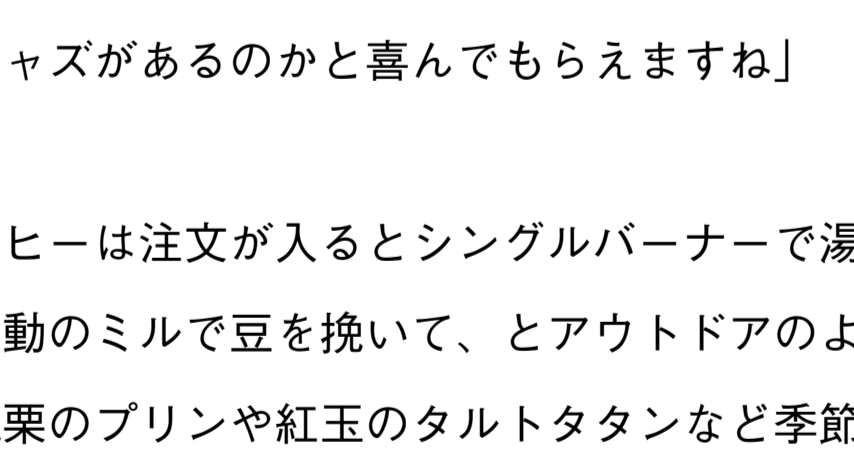 ャズがあるのかと喜んでもらえますね」
ヒーは注文が入るとシングルバーナーで湯
動のミルで豆を挽いて、とアウトドアのよ
栗のプリンや紅玉のタルトタタンなど季節